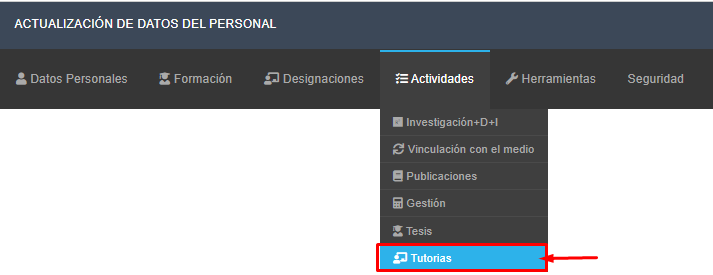 ACTUALIZACIÓN DE DATOS DEL PERSONAL
Datos Personales Formación Designaciones Actividades Herramientas Seguridad
Investigación+D+I
Vinculación con el medio
Publicaciones
Gestión
Tesis
Tutorias